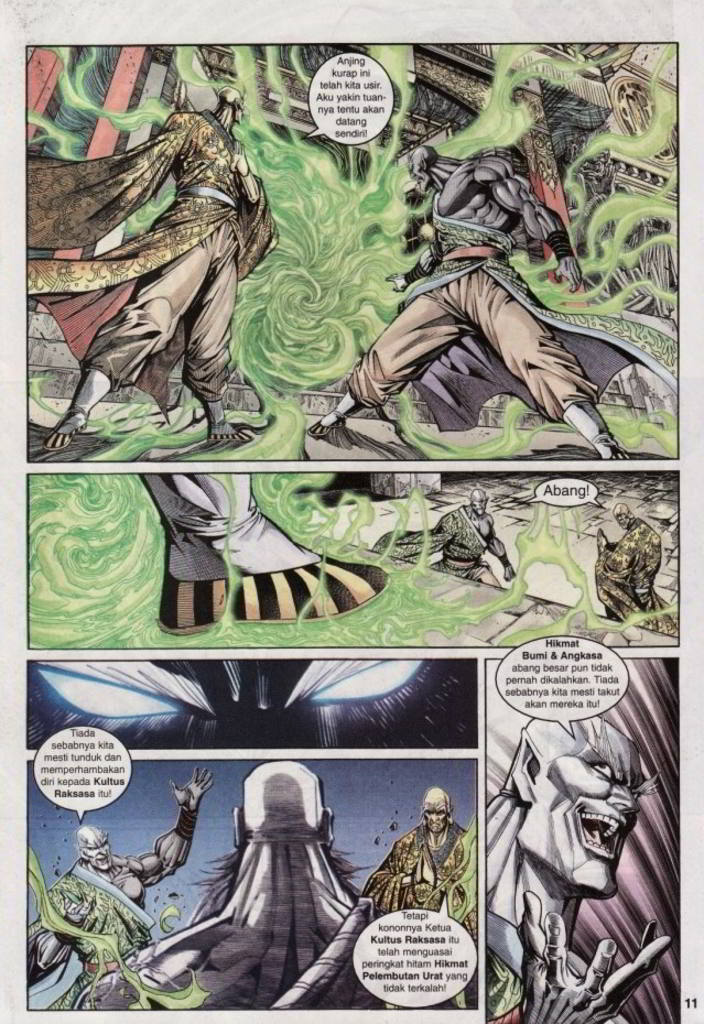 Anjing
kurap ini
telah kita usir.
Aku yakin tuan-
nya tentu akan
datang
sendiri!
Abang!
Hikmat
Bumi & Angkasa
abang besar pun tidak
pernah dikalahkan. Tiada
sebabnya kita mesti takut
akan mereka itu!
Tiada
sebabnya kita
mesti tunduk dan
memperhambakan
diri kepada Kultus
Raksasa itu!
Tetapi
kononnya Ketua
Kultus Raksasa itu
telah menguasai
peringkat hitam Hikmat
Pelembutan Urat yang
tidak terkalah!
11